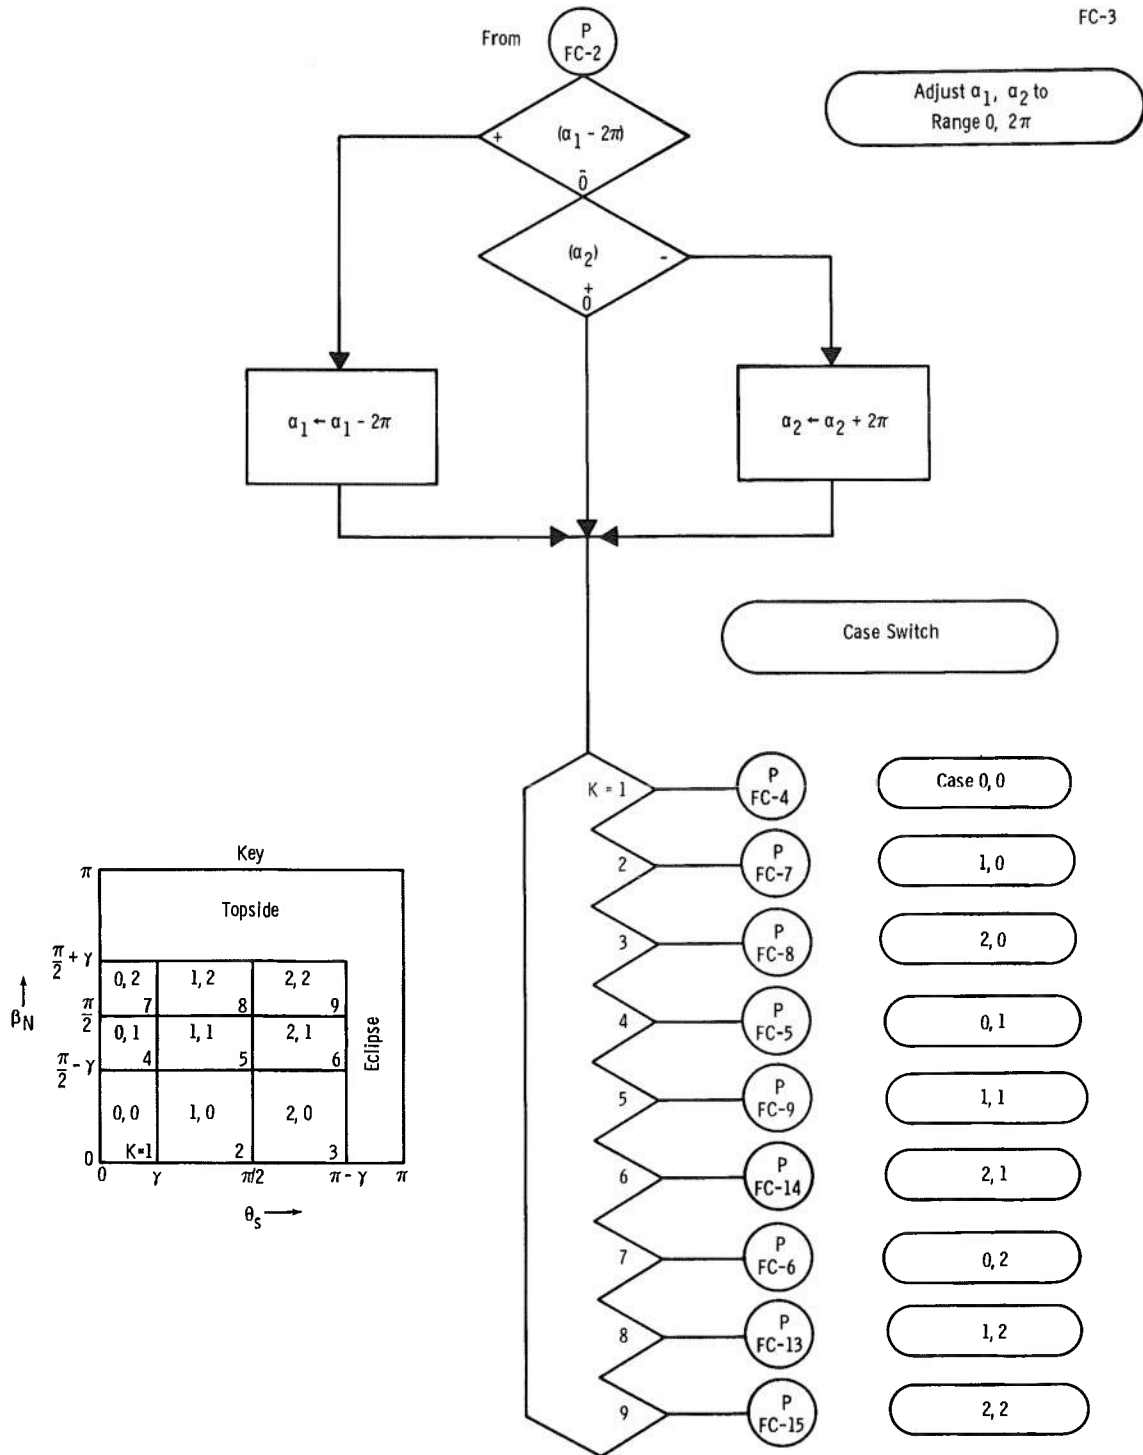 FC-3
From
P
FC-2
Adjust α1, α2 to
Range 0, 2π
+
(α1 - 2π)
-
0
(α2)
-
+
0
α1 ← α1 - 2π
α2 ← α2 + 2π
Case Switch
K = 1
P
FC-4
Case 0, 0
2
P
FC-7
1, 0
3
P
FC-8
2, 0
4
P
FC-5
0, 1
5
P
FC-9
1, 1
6
P
FC-14
2, 1
7
P
FC-6
0, 2
8
P
FC-13
1, 2
9
P
FC-15
2, 2
Key
π
Topside
π/2 + γ
0, 2
1, 2
2, 2
7
8
9
π/2
0, 1
1, 1
2, 1
4
5
6
π/2 - γ
0, 0
1, 0
2, 0
K=1
2
3
0
Eclipse
βN →
0
γ
π/2
π - γ
π
θs →